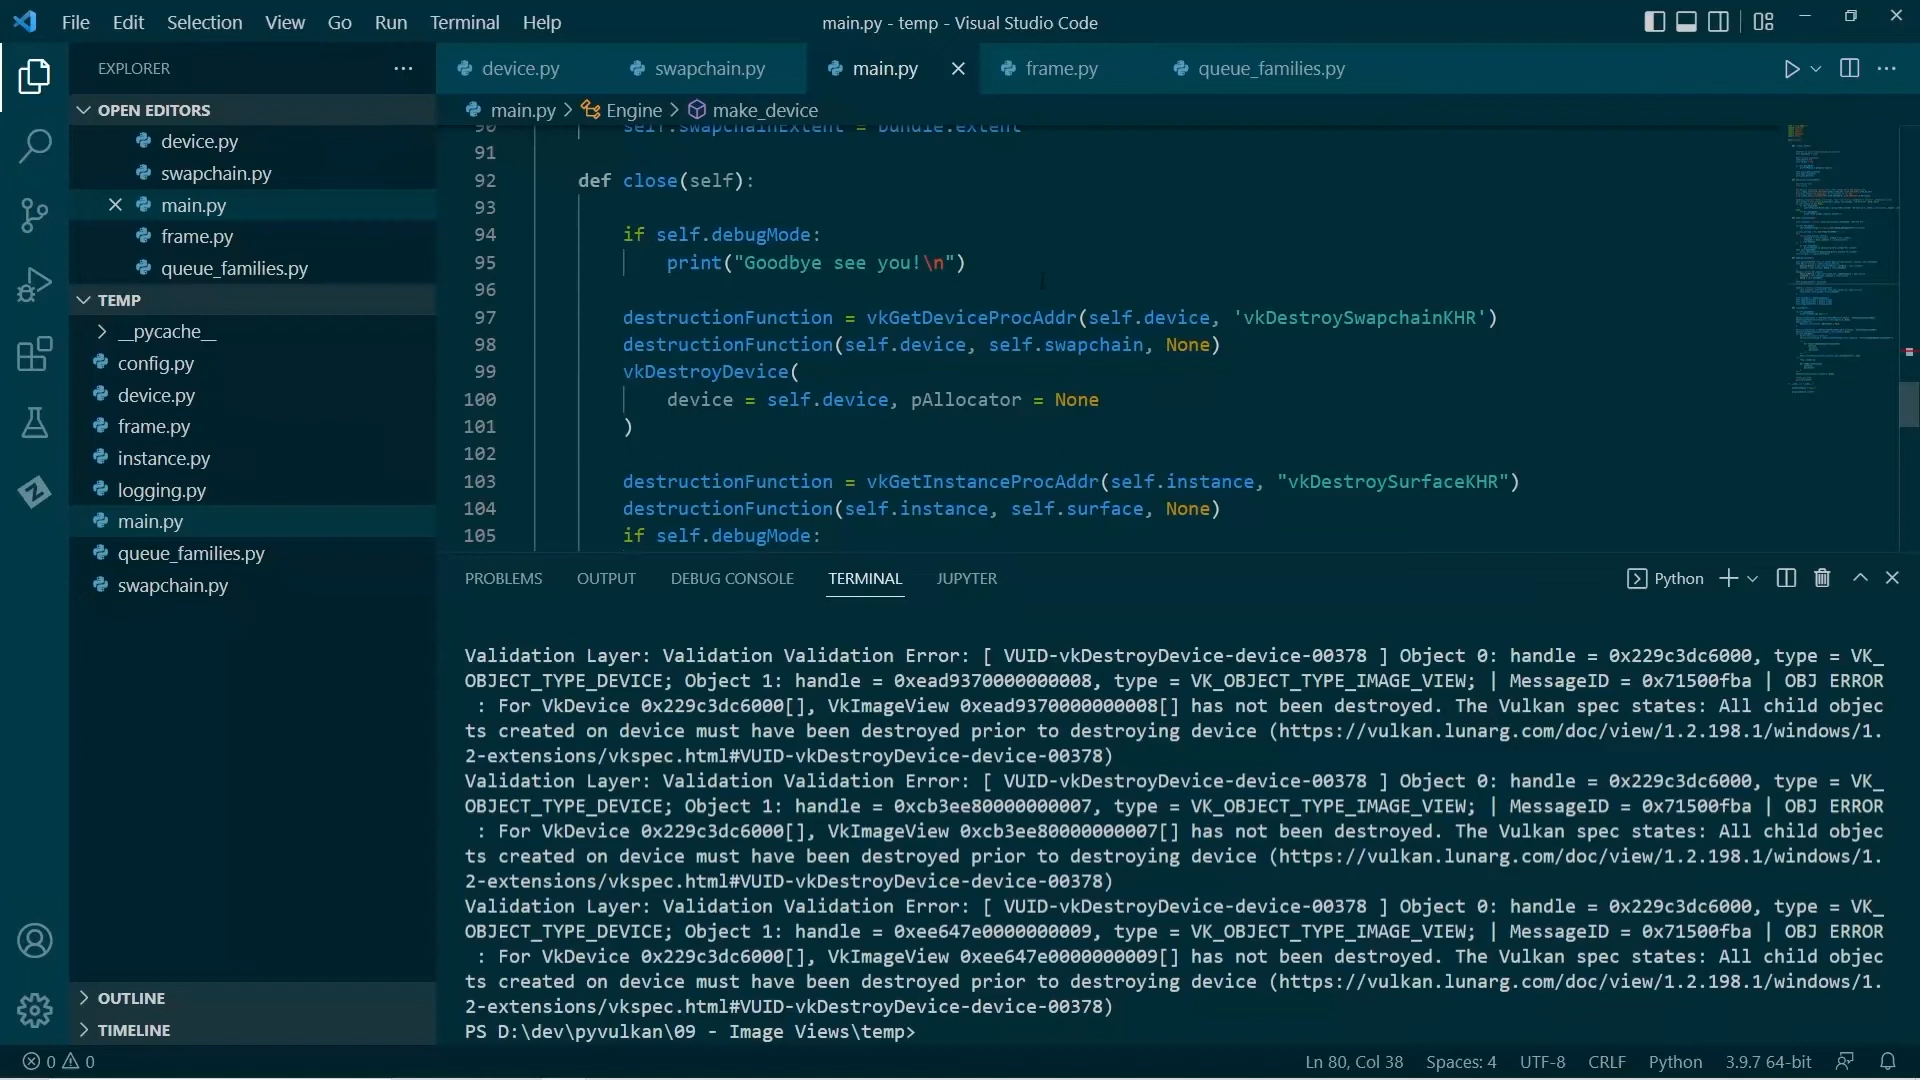 File Edit Selection View Go Run Terminal Help
main.py - temp - Visual Studio Code
EXPLORER
OPEN EDITORS
device.py
swapchain.py
main.py
frame.py
queue_families.py
TEMP
__pycache__
config.py
device.py
frame.py
instance.py
logging.py
main.py
queue_families.py
swapchain.py
OUTLINE
TIMELINE
device.py swapchain.py main.py frame.py queue_families.py
main.py > Engine > make_device
90 self.swapchainExtent = bundle.extent
91
92 def close(self):
93
94 if self.debugMode:
95 print("Goodbye see you!\n")
96
97 destructionFunction = vkGetDeviceProcAddr(self.device, 'vkDestroySwapchainKHR')
98 destructionFunction(self.device, self.swapchain, None)
99 vkDestroyDevice(
100 device = self.device, pAllocator = None
101 )
102
103 destructionFunction = vkGetInstanceProcAddr(self.instance, "vkDestroySurfaceKHR")
104 destructionFunction(self.instance, self.surface, None)
105 if self.debugMode:
PROBLEMS OUTPUT DEBUG CONSOLE TERMINAL JUPYTER
Python
Validation Layer: Validation Validation Error: [ VUID-vkDestroyDevice-device-00378 ] Object 0: handle = 0x229c3dc6000, type = VK_
OBJECT_TYPE_DEVICE; Object 1: handle = 0xead9370000000008, type = VK_OBJECT_TYPE_IMAGE_VIEW; | MessageID = 0x71500fba | OBJ ERROR
: For VkDevice 0x229c3dc6000[], VkImageView 0xead9370000000008[] has not been destroyed. The Vulkan spec states: All child objec
ts created on device must have been destroyed prior to destroying device (https://vulkan.lunarg.com/doc/view/1.2.198.1/windows/1.
2-extensions/vkspec.html#VUID-vkDestroyDevice-device-00378)
Validation Layer: Validation Validation Error: [ VUID-vkDestroyDevice-device-00378 ] Object 0: handle = 0x229c3dc6000, type = VK_
OBJECT_TYPE_DEVICE; Object 1: handle = 0xcb3ee80000000007, type = VK_OBJECT_TYPE_IMAGE_VIEW; | MessageID = 0x71500fba | OBJ ERROR
: For VkDevice 0x229c3dc6000[], VkImageView 0xcb3ee80000000007[] has not been destroyed. The Vulkan spec states: All child objec
ts created on device must have been destroyed prior to destroying device (https://vulkan.lunarg.com/doc/view/1.2.198.1/windows/1.
2-extensions/vkspec.html#VUID-vkDestroyDevice-device-00378)
Validation Layer: Validation Validation Error: [ VUID-vkDestroyDevice-device-00378 ] Object 0: handle = 0x229c3dc6000, type = VK_
OBJECT_TYPE_DEVICE; Object 1: handle = 0xee647e0000000009, type = VK_OBJECT_TYPE_IMAGE_VIEW; | MessageID = 0x71500fba | OBJ ERROR
: For VkDevice 0x229c3dc6000[], VkImageView 0xee647e0000000009[] has not been destroyed. The Vulkan spec states: All child objec
ts created on device must have been destroyed prior to destroying device (https://vulkan.lunarg.com/doc/view/1.2.198.1/windows/1.
2-extensions/vkspec.html#VUID-vkDestroyDevice-device-00378)
PS D:\dev\pyvulkan\09 - Image Views\temp>
0 0 Ln 80, Col 38 Spaces: 4 UTF-8 CRLF Python 3.9.7 64-bit